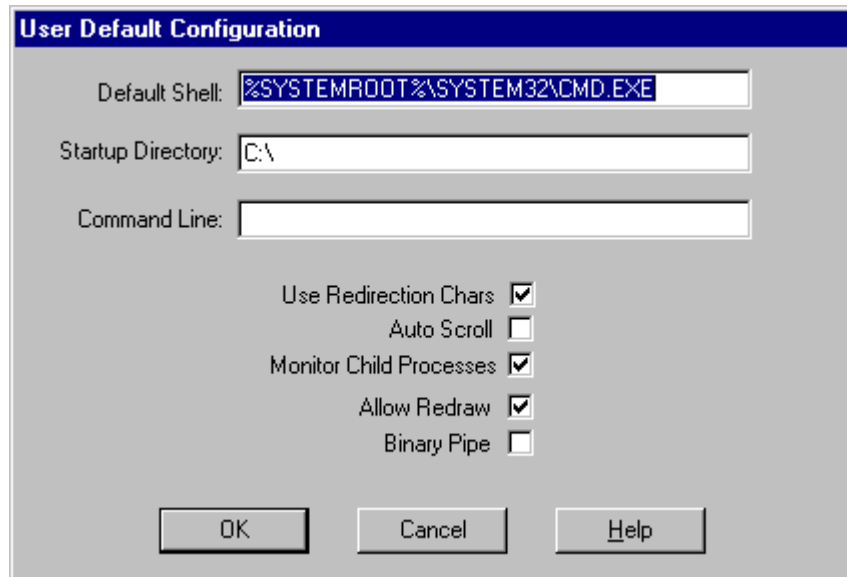 User Default Configuration
Default Shell: %SYSTEMROOT%\SYSTEM32\CMD.EXE
Startup Directory: C:\
Command Line:
Use Redirection Chars
Auto Scroll
Monitor Child Processes
Allow Redraw
Binary Pipe
OK Cancel Help